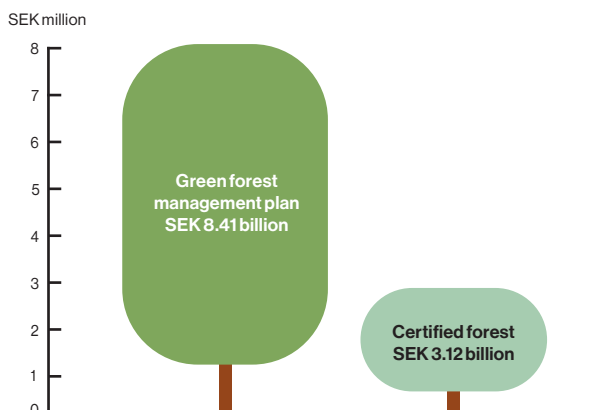 SEK million
8
7
6
5
4
3
2
1
0
Green forest
management plan
SEK 8.41 billion
Certified forest
SEK 3.12 billion